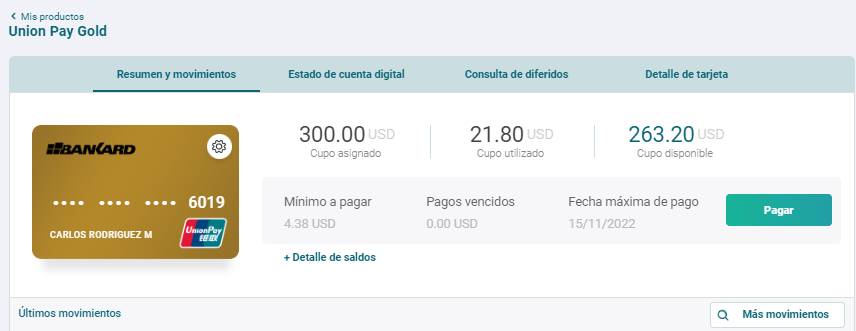 Mis productos
Union Pay Gold
Resumen y movimientos
Estado de cuenta digital
Consulta de diferidos
Detalle de tarjeta
BANKARD
6019
CARLOS RODRIGUEZ M
UnionPay
银联
300.00 USD
Cupo asignado
21.80 USD
Cupo utilizado
263.20 USD
Cupo disponible
Mínimo a pagar
4.38 USD
Pagos vencidos
0.00 USD
Fecha máxima de pago
15/11/2022
Pagar
+ Detalle de saldos
Últimos movimientos
Más movimientos